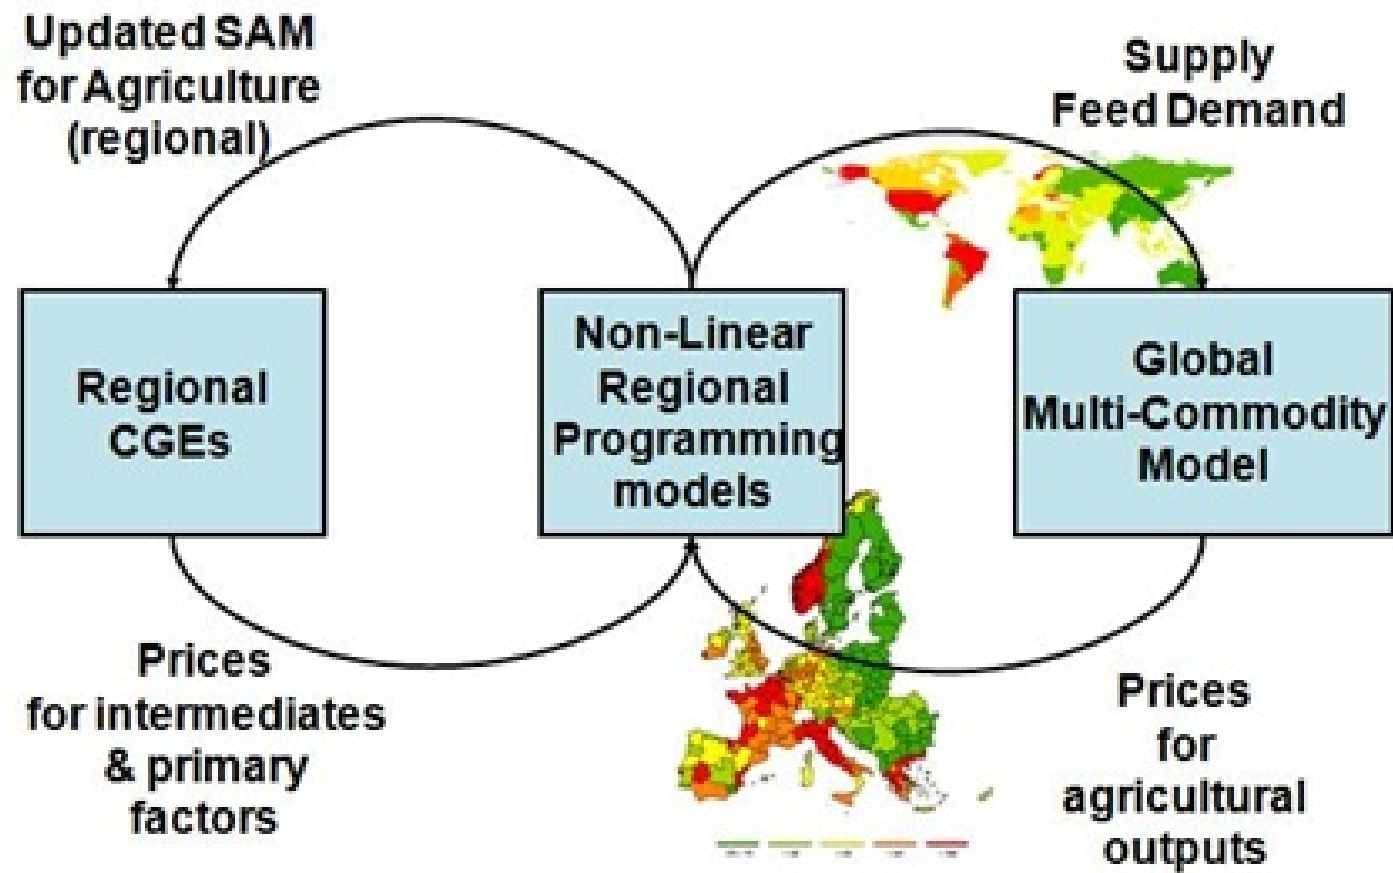 Updated SAM
for Agriculture
(regional)
Supply
Feed Demand
Regional
CGEs
Non-Linear
Regional
Programming
models
Global
Multi-Commodity
Model
Prices
for intermediates
& primary
factors
Prices
for
agricultural
outputs